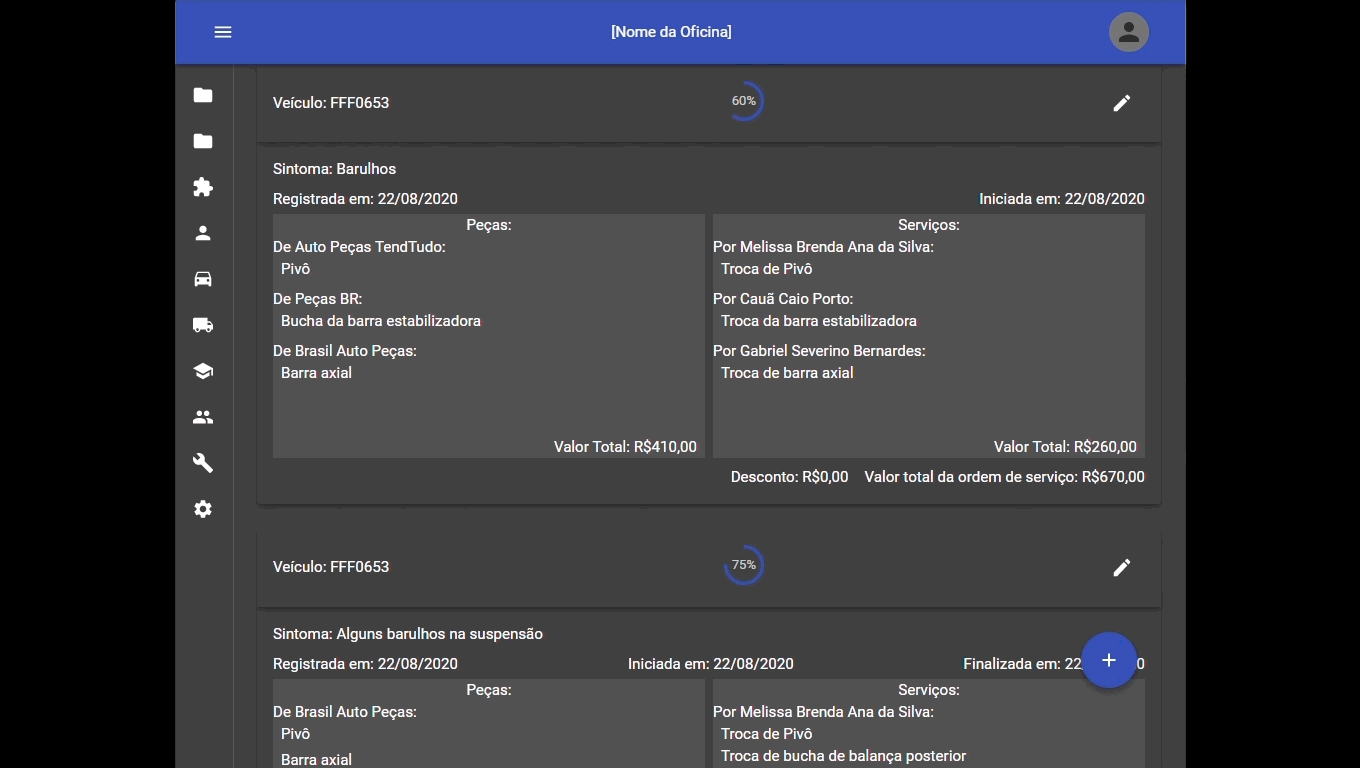 [Nome da Oficina]
Veículo: FFF0653
60%
Sintoma: Barulhos
Registrada em: 22/08/2020
Iniciada em: 22/08/2020
Peças:
De Auto Peças TendTudo:
Pivô
De Peças BR:
Bucha da barra estabilizadora
De Brasil Auto Peças:
Barra axial
Valor Total: R$410,00
Serviços:
Por Melissa Brenda Ana da Silva:
Troca de Pivô
Por Cauã Caio Porto:
Troca da barra estabilizadora
Por Gabriel Severino Bernardes:
Troca de barra axial
Valor Total: R$260,00
Desconto: R$0,00
Valor total da ordem de serviço: R$670,00
Veículo: FFF0653
75%
Sintoma: Alguns barulhos na suspensão
Registrada em: 22/08/2020
Iniciada em: 22/08/2020
Finalizada em: 22
Peças:
De Brasil Auto Peças:
Pivô
Barra axial
Serviços:
Por Melissa Brenda Ana da Silva:
Troca de Pivô
Troca de bucha de balança posterior